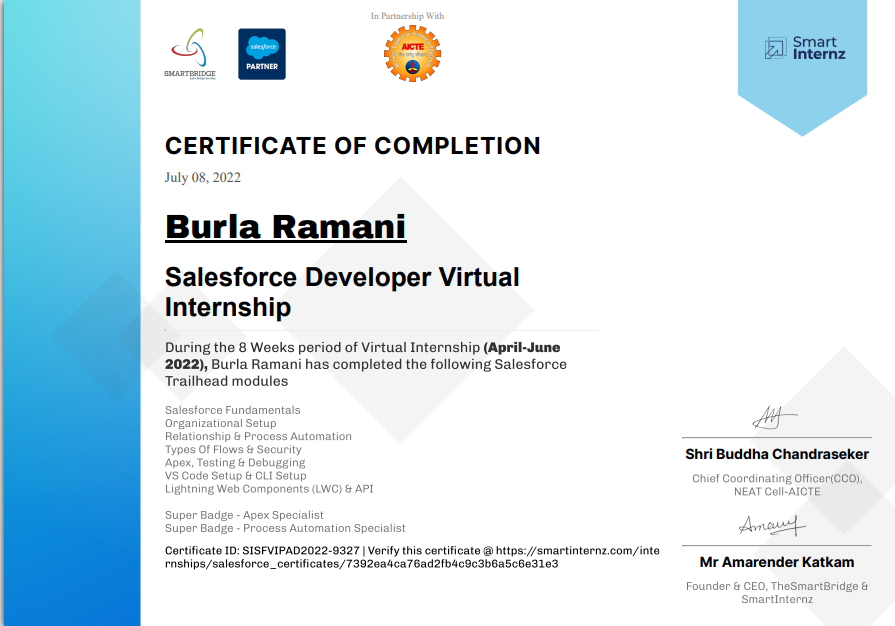 In Partnership With
SMARTBRIDGE
salesforce
PARTNER
AICTE
Smart
Internz
CERTIFICATE OF COMPLETION
July 08, 2022
Burla Ramani
Salesforce Developer Virtual
Internship
During the 8 Weeks period of Virtual Internship (April-June
2022), Burla Ramani has completed the following Salesforce
Trailhead modules
Salesforce Fundamentals
Organizational Setup
Relationship & Process Automation
Types Of Flows & Security
Apex, Testing & Debugging
VS Code Setup & CLI Setup
Lightning Web Components (LWC) & API
Super Badge - Apex Specialist
Super Badge - Process Automation Specialist
Certificate ID: SISFVIPAD2022-9327 | Verify this certificate @ https://smartinternz.com/inte
rnships/salesforce_certificates/7392ea4ca76ad2fb4c9c3b6a5c6e31e3
Shri Buddha Chandraseker
Chief Coordinating Officer(CCO),
NEAT Cell-AICTE
Mr Amarender Katkam
Founder & CEO, TheSmartBridge &
SmartInternz